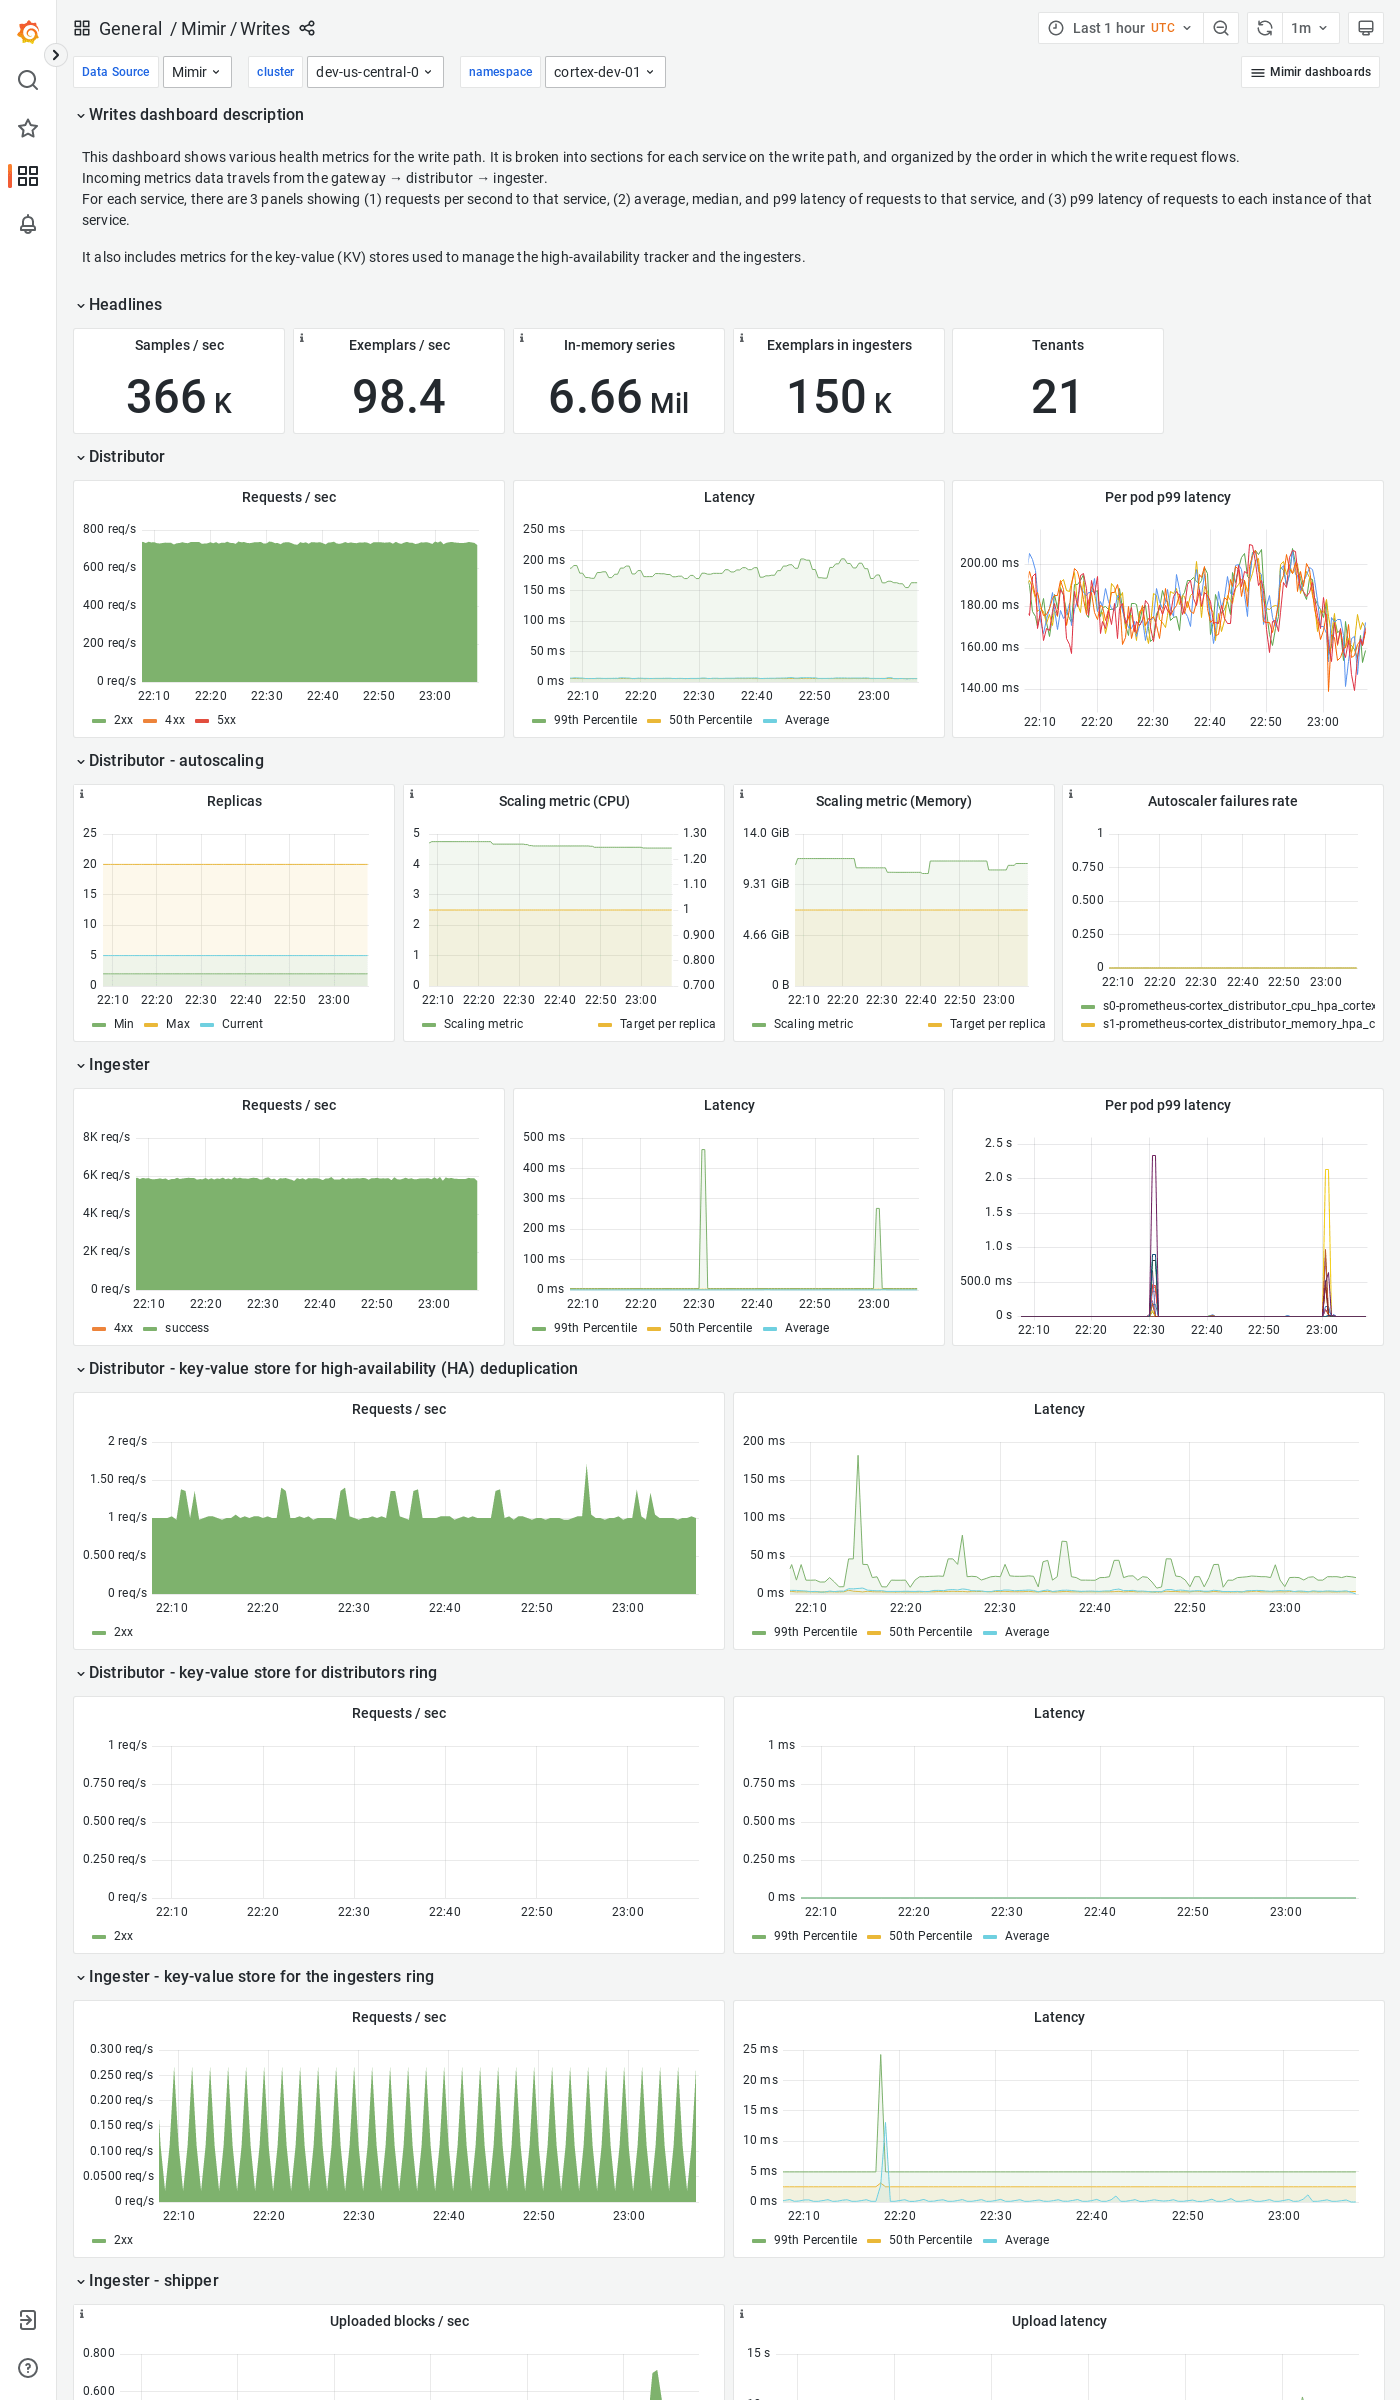 General / Mimir / Writes
Last 1 hour UTC
1m
Data Source Mimir cluster dev-us-central-0 namespace cortex-dev-01 Mimir dashboards
Writes dashboard description
This dashboard shows various health metrics for the write path. It is broken into sections for each service on the write path, and organized by the order in which the write request flows.
Incoming metrics data travels from the gateway → distributor → ingester.
For each service, there are 3 panels showing (1) requests per second to that service, (2) average, median, and p99 latency of requests to that service, and (3) p99 latency of requests to each instance of that
service.
It also includes metrics for the key-value (KV) stores used to manage the high-availability tracker and the ingesters.
Headlines
Samples / sec
366 K
Exemplars / sec
98.4
In-memory series
6.66 Mil
Exemplars in ingesters
150 K
Tenants
21
Distributor
Requests / sec
800 req/s
600 req/s
400 req/s
200 req/s
0 req/s
22:10 22:20 22:30 22:40 22:50 23:00
2xx 4xx 5xx
Latency
250 ms
200 ms
150 ms
100 ms
50 ms
0 ms
22:10 22:20 22:30 22:40 22:50 23:00
99th Percentile 50th Percentile Average
Per pod p99 latency
200.00 ms
180.00 ms
160.00 ms
140.00 ms
22:10 22:20 22:30 22:40 22:50 23:00
Distributor - autoscaling
Replicas
25
20
15
10
5
0
22:10 22:20 22:30 22:40 22:50 23:00
Min Max Current
Scaling metric (CPU)
5 1.30
4 1.20
3 1.10
2 1
1 0.900
0 0.800
0.700
22:10 22:20 22:30 22:40 22:50 23:00
Scaling metric Target per replica
Scaling metric (Memory)
14.0 GiB
9.31 GiB
4.66 GiB
0 B
22:10 22:20 22:30 22:40 22:50 23:00
Scaling metric Target per replica
Autoscaler failures rate
1
0.750
0.500
0.250
0
22:10 22:20 22:30 22:40 22:50 23:00
s0-prometheus-cortex_distributor_cpu_hpa_cortex
s1-prometheus-cortex_distributor_memory_hpa_c
Ingester
Requests / sec
8K req/s
6K req/s
4K req/s
2K req/s
0 req/s
22:10 22:20 22:30 22:40 22:50 23:00
4xx success
Latency
500 ms
400 ms
300 ms
200 ms
100 ms
0 ms
22:10 22:20 22:30 22:40 22:50 23:00
99th Percentile 50th Percentile Average
Per pod p99 latency
2.5 s
2.0 s
1.5 s
1.0 s
500.0 ms
0 s
22:10 22:20 22:30 22:40 22:50 23:00
Distributor - key-value store for high-availability (HA) deduplication
Requests / sec
2 req/s
1.50 req/s
1 req/s
0.500 req/s
0 req/s
22:10 22:20 22:30 22:40 22:50 23:00
2xx
Latency
200 ms
150 ms
100 ms
50 ms
0 ms
22:10 22:20 22:30 22:40 22:50 23:00
99th Percentile 50th Percentile Average
Distributor - key-value store for distributors ring
Requests / sec
1 req/s
0.750 req/s
0.500 req/s
0.250 req/s
0 req/s
22:10 22:20 22:30 22:40 22:50 23:00
2xx
Latency
1 ms
0.750 ms
0.500 ms
0.250 ms
0 ms
22:10 22:20 22:30 22:40 22:50 23:00
99th Percentile 50th Percentile Average
Ingester - key-value store for the ingesters ring
Requests / sec
0.300 req/s
0.250 req/s
0.200 req/s
0.150 req/s
0.100 req/s
0.0500 req/s
0 req/s
22:10 22:20 22:30 22:40 22:50 23:00
2xx
Latency
25 ms
20 ms
15 ms
10 ms
5 ms
0 ms
22:10 22:20 22:30 22:40 22:50 23:00
99th Percentile 50th Percentile Average
Ingester - shipper
Uploaded blocks / sec
0.800
0.600
Upload latency
15 s